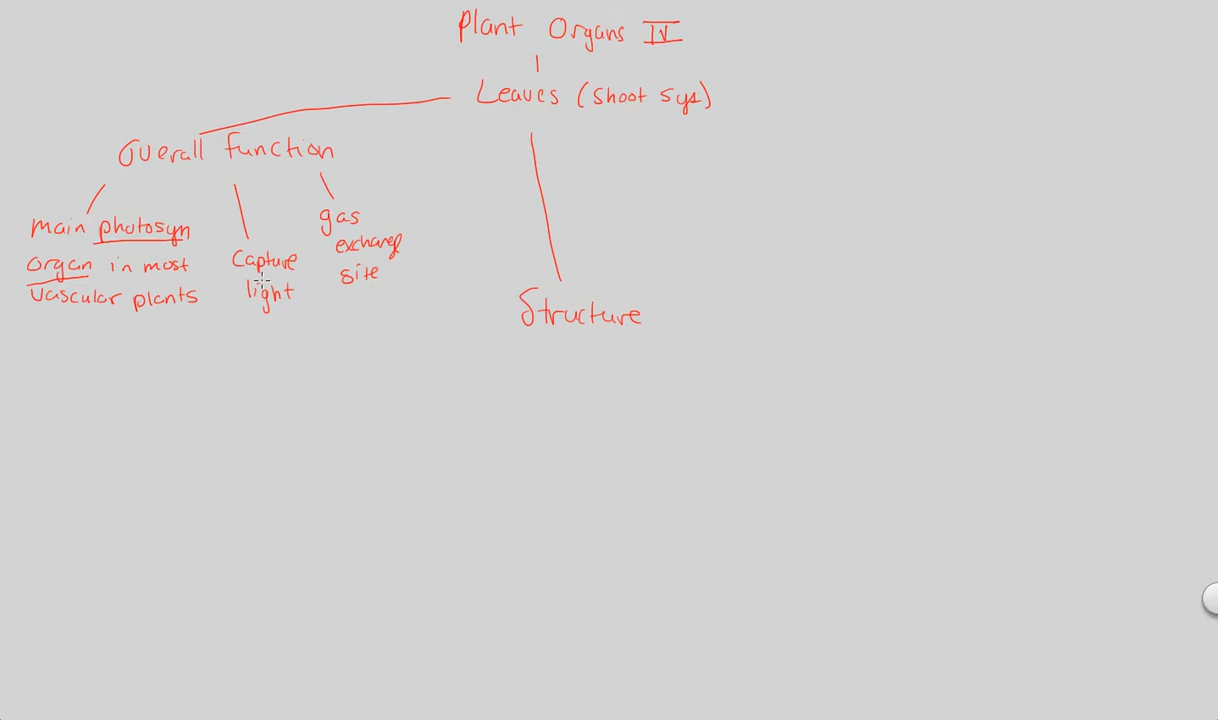 Plant Organs IV
Leaves (Shoot Sys)
Overall function
main photosyn
organ in most
vascular plants
Capture
light
gas
exchange
site
Structure